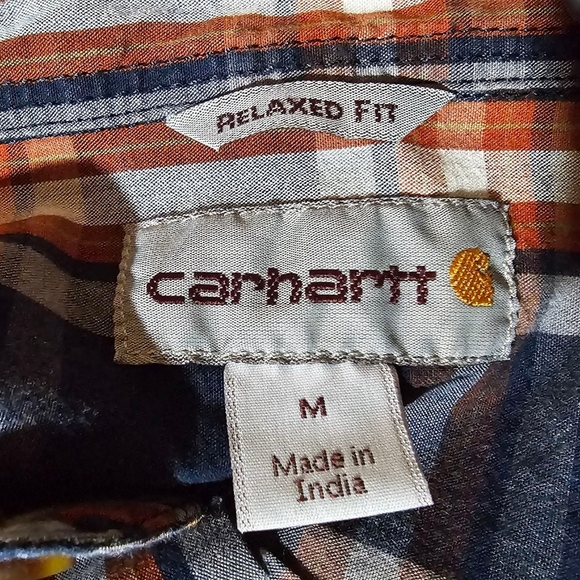 RELAXED FIT
carhartt
M
Made in
India